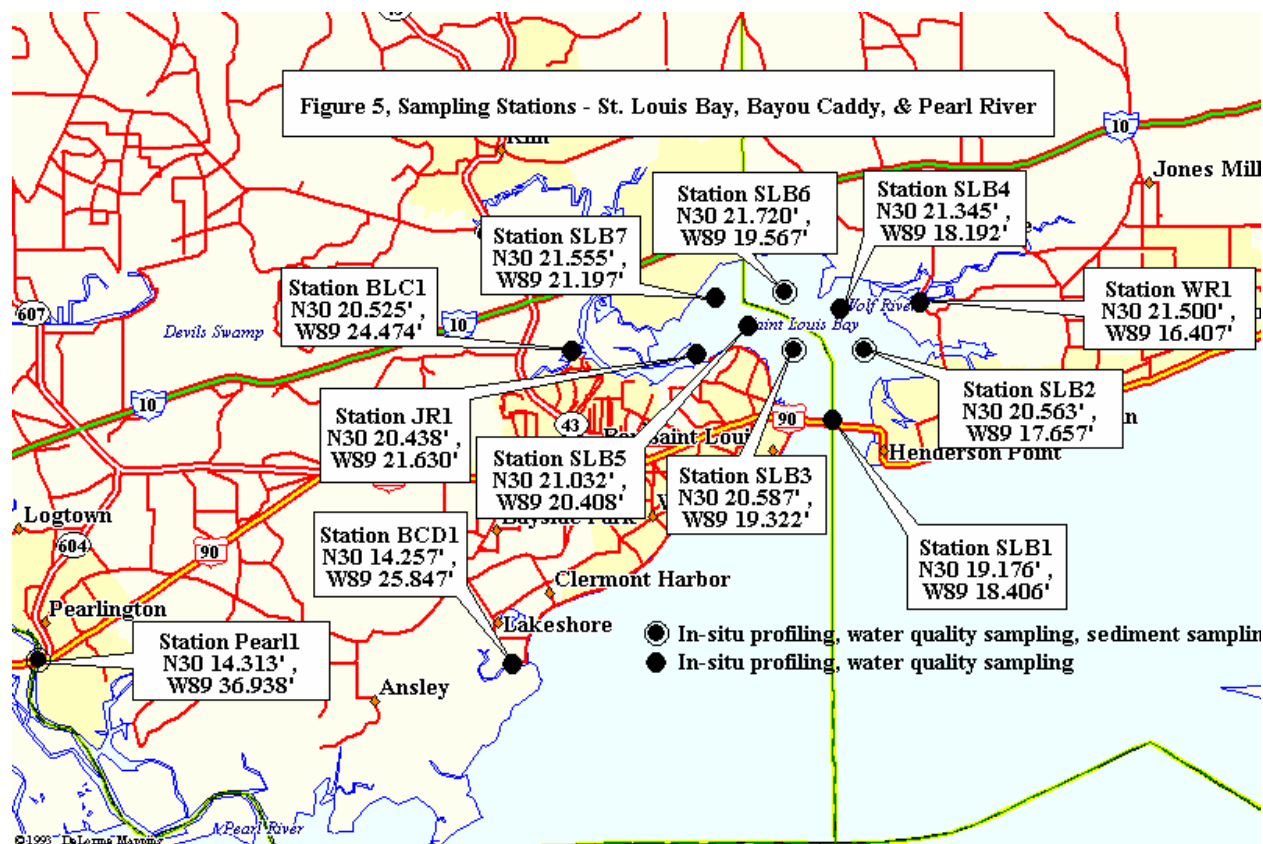 Figure 5, Sampling Stations - St. Louis Bay, Bayou Caddy, & Pearl River
10
Jones Mill
Station SLB6
N30 21.720' ,
W89 19.567'
Station SLB4
N30 21.345' ,
W89 18.192'
Station SLB7
N30 21.555' ,
W89 21.197'
Station BLC1
N30 20.525' ,
W89 24.474'
Station WR1
N30 21.500' ,
W89 16.407'
607
Devils Swamp
10
Wolf River
aint Louis Bay
10
Station JR1
N30 20.438' ,
W89 21.630'
43
Station SLB5
N30 21.032' ,
W89 20.408'
Station SLB3
N30 20.587' ,
W89 19.322'
90
Station SLB2
N30 20.563' ,
W89 17.657'
Henderson Point
Logtown
604
90
Bayside Park
Station BCD1
N30 14.257'
W89 25.847'
Station SLB1
N30 19.176'
W89 18.406'
Clermont Harbor
Pearlington
Lakeshore
Station Pearl1
N30 14.313' ,
W89 36.938'
Ansley
In-situ profiling, water quality sampling, sediment samplin
In-situ profiling, water quality sampling
Pearl River
©1993 DeLorme Mapping